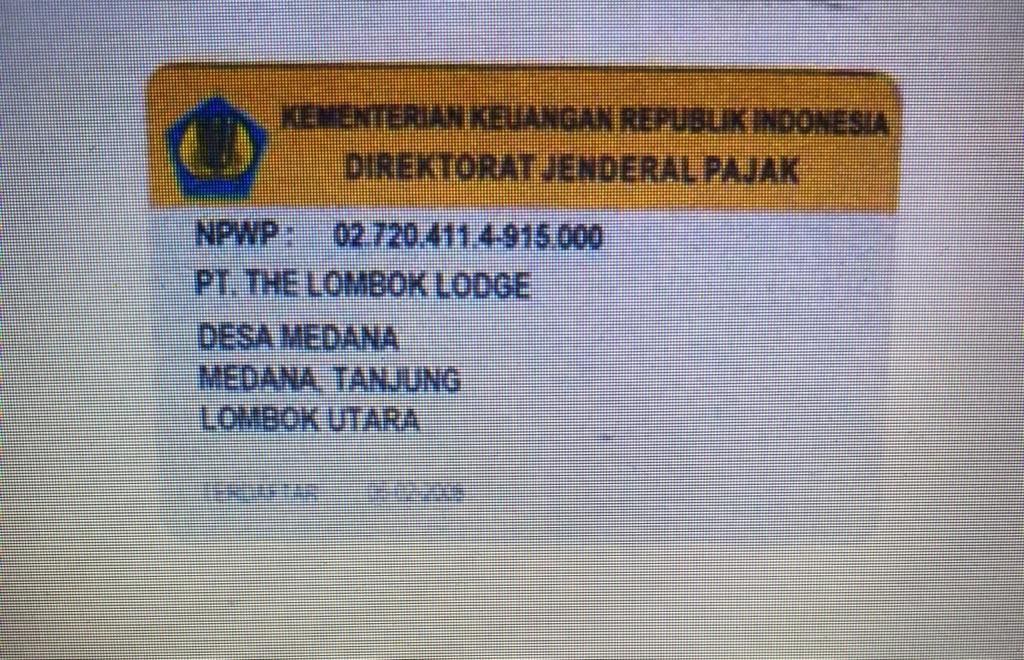 KEMENTERIAN KEUANGAN REPUBLIK INDONESIA
DIREKTORAT JENDERAL PAJAK
NPWP : 02.720.411.4-915.000
PT. THE LOMBOK LODGE
DESA MEDANA
MEDANA, TANJUNG
LOMBOK UTARA
TERDAFTAR